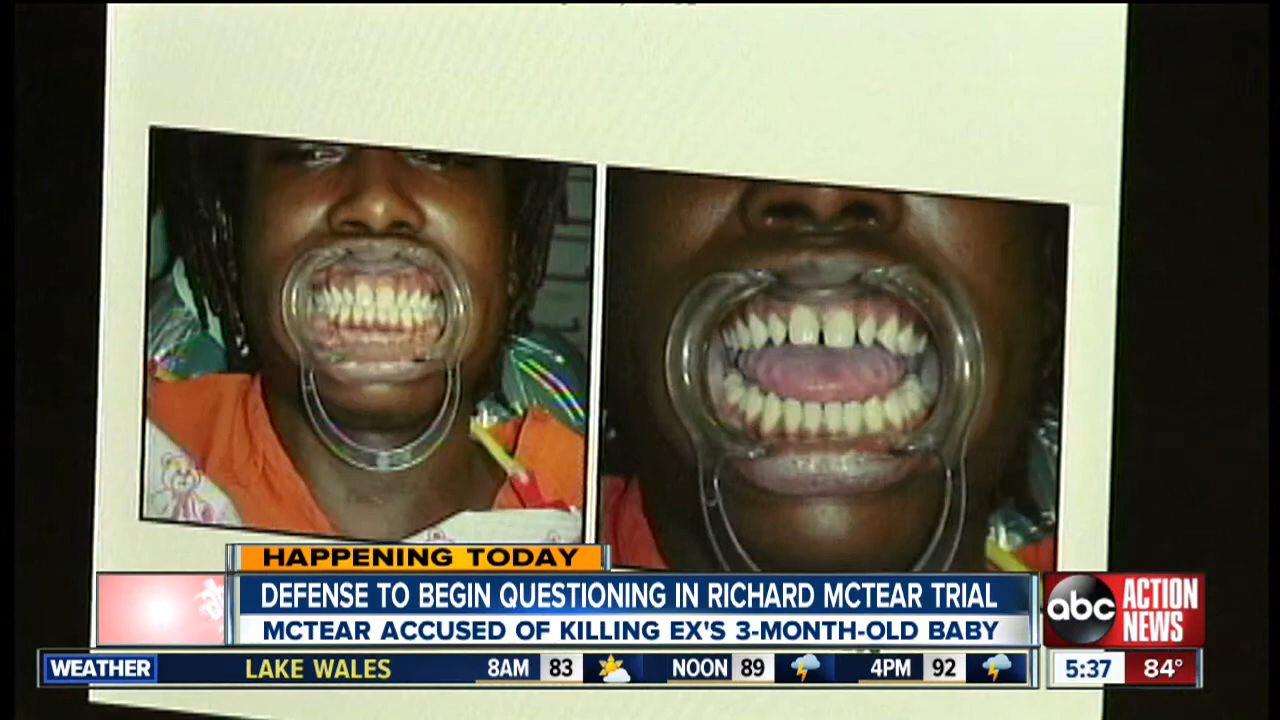 HAPPENING TODAY
DEFENSE TO BEGIN QUESTIONING IN RICHARD MCTEAR TRIAL
MCTEAR ACCUSED OF KILLING EX'S 3-MONTH-OLD BABY
abc ACTION NEWS
WEATHER LAKE WALES 8AM 83 NOON 89 4PM 92 5:37 84°